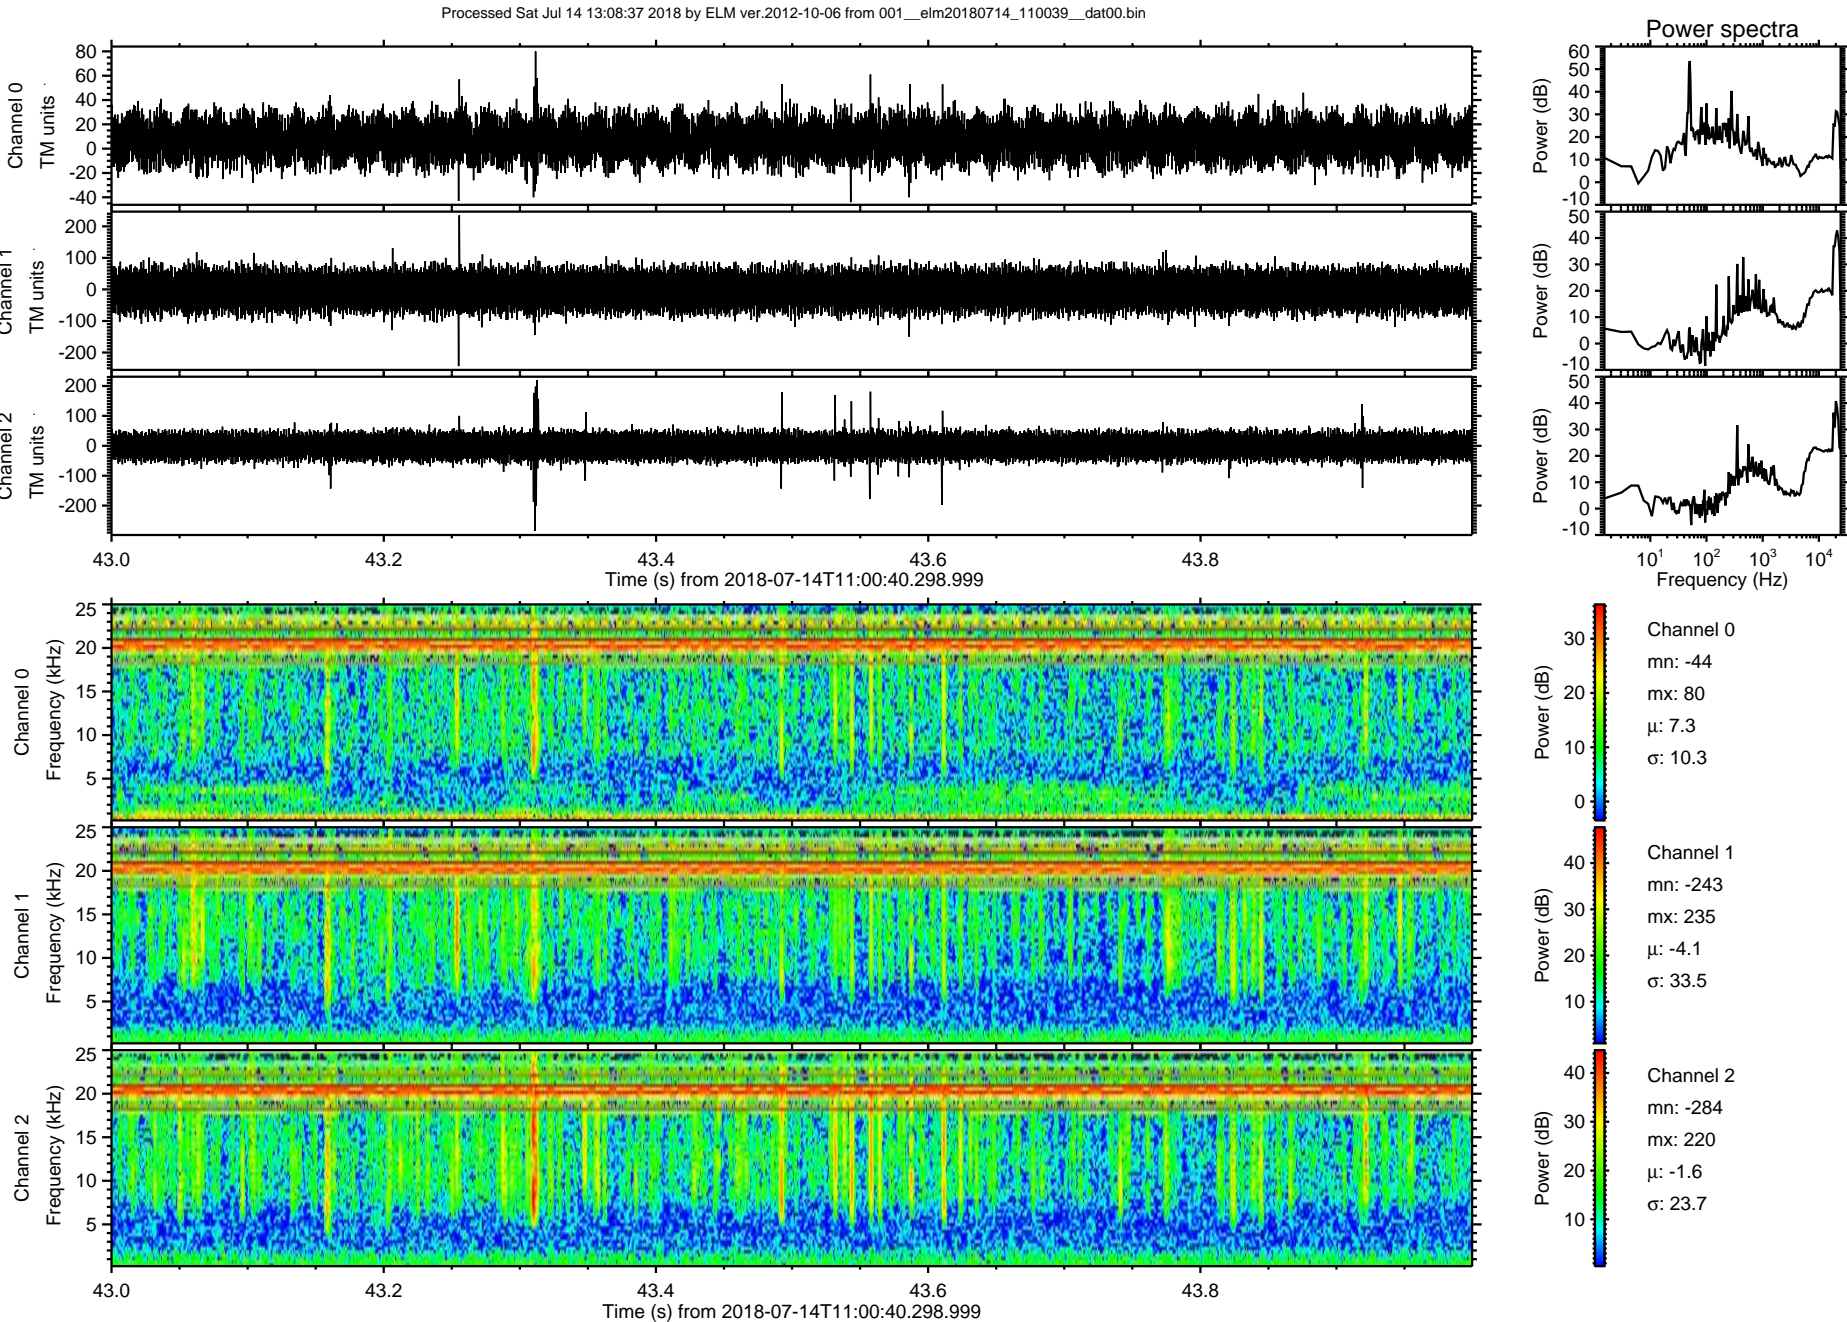 Processed Sat Jul 14 13:08:37 2018 by ELM ver.2012-10-06 from 001__elm20180714_110039__dat00.bin
Power spectra
Channel 0
TM units
80
60
40
20
0
-20
-40
Power (dB)
60
50
40
30
20
10
0
-10
Channel 1
TM units
200
100
0
-100
-200
Power (dB)
50
40
30
20
10
0
-10
Channel 2
TM units
200
100
0
-100
-200
Power (dB)
50
40
30
20
10
0
-10
43.0 43.2 43.4 43.6 43.8
Time (s) from 2018-07-14T11:00:40.298.999
10¹ 10² 10³ 10⁴
Frequency (Hz)
Channel 0
Frequency (kHz)
25
20
15
10
5
Power (dB)
30
20
10
0
Channel 0
mn: -44
mx: 80
μ: 7.3
σ: 10.3
Channel 1
Frequency (kHz)
25
20
15
10
5
Power (dB)
40
30
20
10
Channel 1
mn: -243
mx: 235
μ: -4.1
σ: 33.5
Channel 2
Frequency (kHz)
25
20
15
10
5
Power (dB)
40
30
20
10
Channel 2
mn: -284
mx: 220
μ: -1.6
σ: 23.7
43.0 43.2 43.4 43.6 43.8
Time (s) from 2018-07-14T11:00:40.298.999